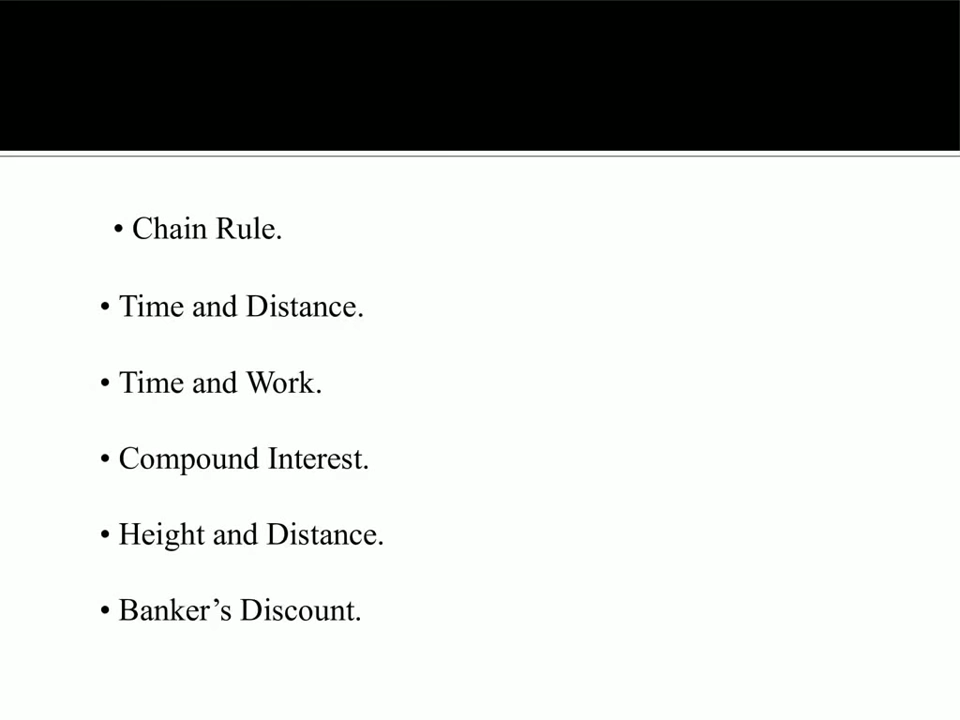 • Chain Rule.
• Time and Distance.
• Time and Work.
• Compound Interest.
• Height and Distance.
• Banker’s Discount.